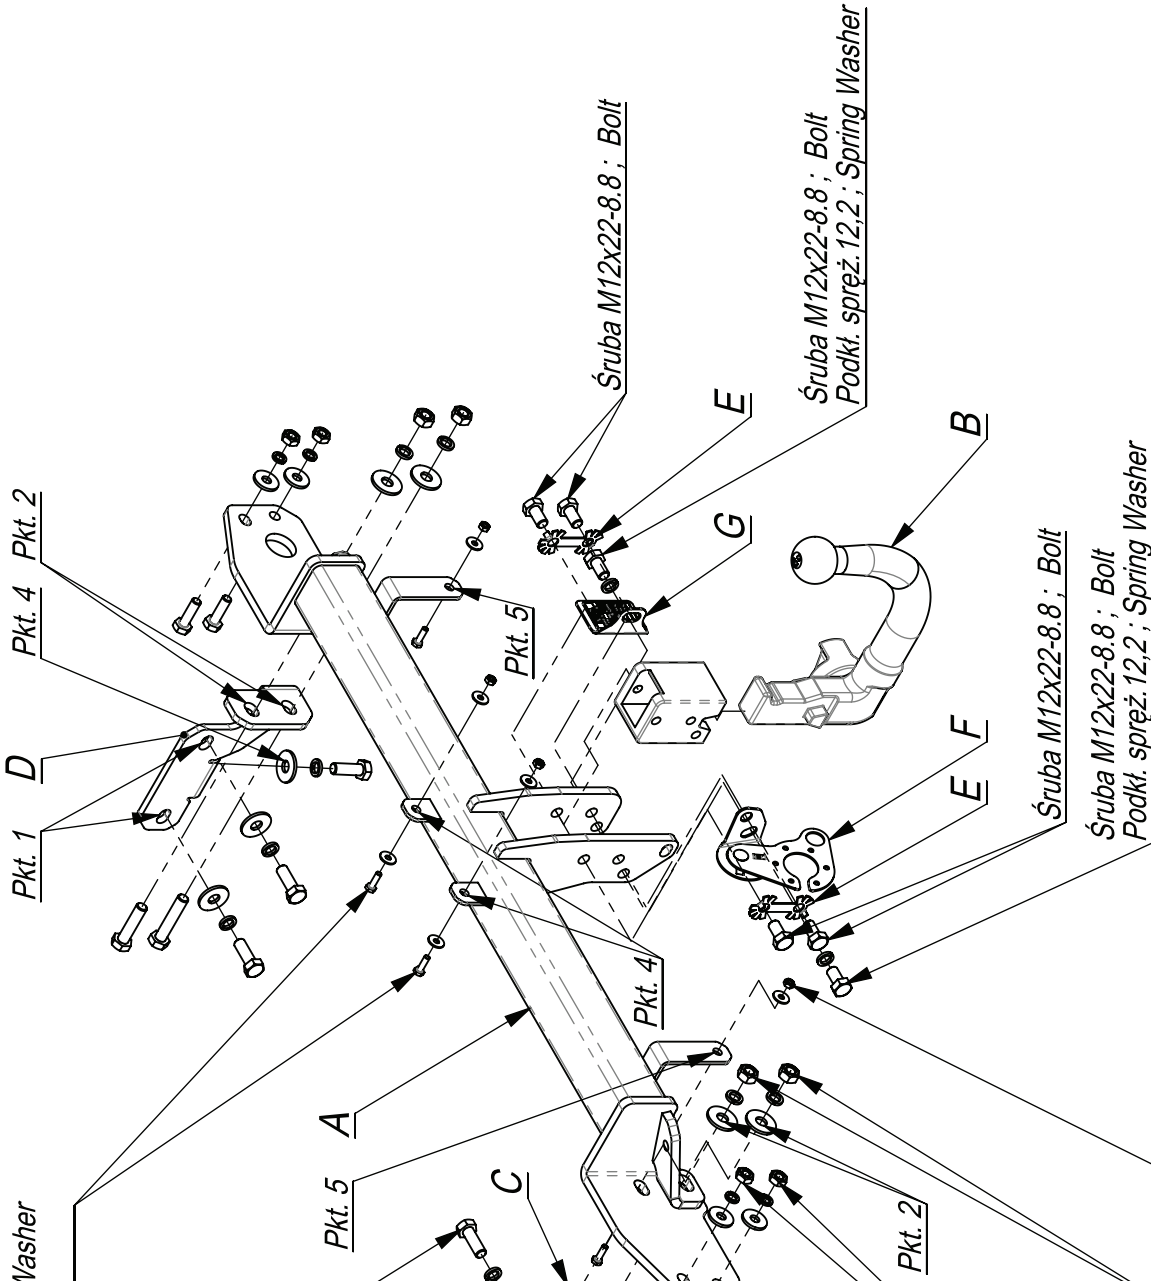 Washer
Pkt. 1
D
Pkt. 4
Pkt. 2
Pkt. 5
A
Pkt. 5
C
Pkt. 4
Pkt. 2
Śruba M12x22-8.8 ; Bolt
E
G
Śruba M12x22-8.8 ; Bolt
Podkł. spręż. 12,2 ; Spring Washer
B
F
E
Śruba M12x22-8.8 ; Bolt
Śruba M12x22-8.8 ; Bolt
Podkł. spręż. 12,2 ; Spring Washer